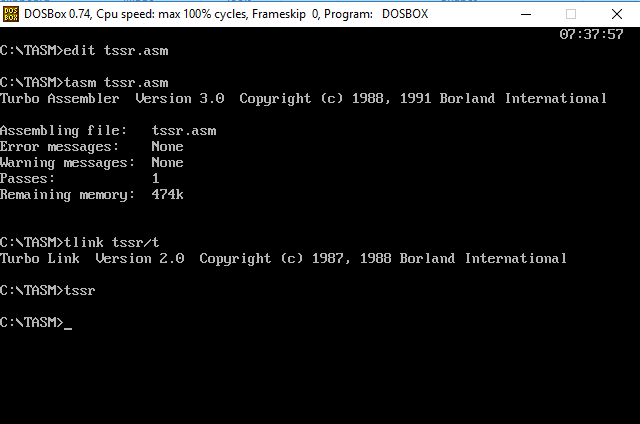 DOS
BOX
DOSBox 0.74, Cpu speed: max 100% cycles, Frameskip 0, Program: DOSBOX
07:37:57
C:\TASM>edit tssr.asm
C:\TASM>tasm tssr.asm
Turbo Assembler Version 3.0 Copyright (c) 1988, 1991 Borland International
Assembling file: tssr.asm
Error messages: None
Warning messages: None
Passes: 1
Remaining memory: 474k
C:\TASM>tlink tssr/t
Turbo Link Version 2.0 Copyright (c) 1987, 1988 Borland International
C:\TASM>tssr
C:\TASM>_